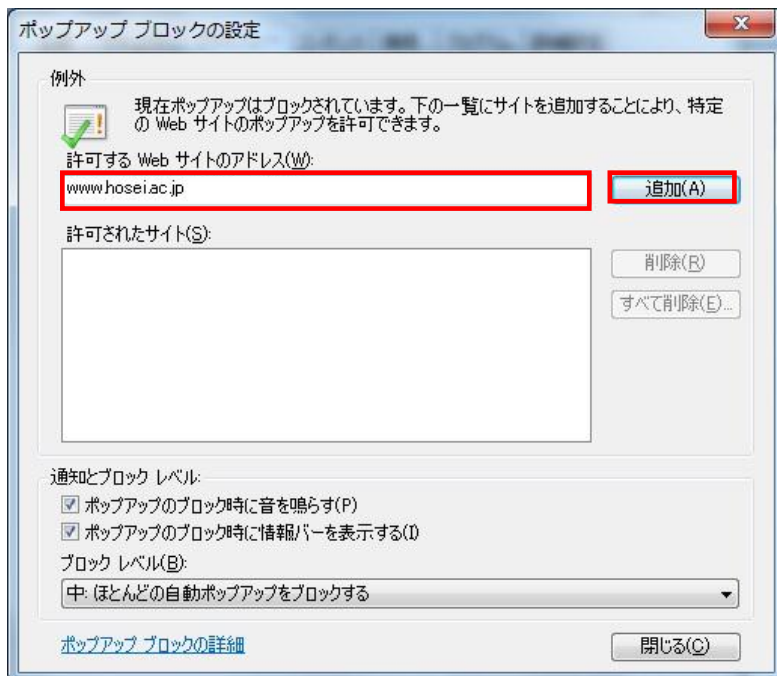 ポップアップ ブロックの設定
例外
現在ポップアップはブロックされています。下の一覧にサイトを追加することにより、特定
の Web サイトのポップアップを許可できます。
許可する Web サイトのアドレス(W):
www.hosei.ac.jp
追加(A)
許可されたサイト(S):
削除(R)
すべて削除(E)...
通知とブロック レベル:
ポップアップのブロック時に音を鳴らす(P)
ポップアップのブロック時に情報バーを表示する(I)
ブロック レベル(B):
中: ほとんどの自動ポップアップをブロックする
ポップアップ ブロックの詳細
閉じる(C)